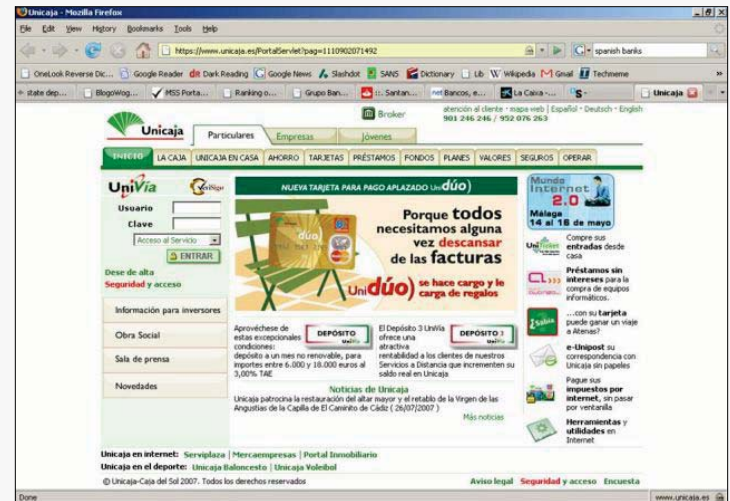 Unicaja - Mozilla Firefox
File Edit View History Bookmarks Tools Help
https://www.unicaja.es/PortalServlet?pag=1110902071492
spanish banks
OneLook Reverse Dic... Google Reader Dark Reading Google News Slashdot SANS Dictionary Lib Wikipedia Gmail Techmeme
state dep... BlogoWog... MSS Porta... Ranking o... Grupo Ban... .:. Santan... Bancos, e... La Caixa -... Unicaja
Unicaja
Broker
atención al cliente - mapa web | Español - Deutsch - English
901 246 246 / 952 076 263
Particulares Empresas Jóvenes
INICIO LA CAJA UNICAJA EN CASA AHORRO TARJETAS PRÉSTAMOS FONDOS PLANES VALORES SEGUROS OPERAR
UniVía
VeriSign
Usuario
Clave
Acceso al Servicio
ENTRAR
Dese de alta
Seguridad y acceso
Información para inversores
Obra Social
Sala de prensa
Novedades
NUEVA TARJETA PARA PAGO APLAZADO Unidúo)
Porque todos
necesitamos alguna
vez descansar
de las facturas
Unidúo) se hace cargo y le
carga de regalos
Aprovéchese de
estas excepcionales
condiciones:
depósito a un mes no renovable, para
importes entre 6.000 y 18.000 euros al
3,00% TAE
DEPÓSITO
UniVía
El Depósito 3 UniVía
ofrece una
atractiva
rentabilidad a los clientes de nuestros
Servicios a Distancia que incrementen su
saldo real en Unicaja
DEPÓSITO 3
UniVía
Noticias de Unicaja
Unicaja patrocina la restauración del altar mayor y el retablo de la Virgen de las
Angustias de la Capilla de El Caminito de Cádiz ( 26/07/2007 )
Más noticias
Mundo
Internet
2.0
Málaga
14 al 18 de mayo
UniTicket
Compre sus
entradas desde
casa
Préstamos sin
intereses para la
compra de equipos
informáticos.
...con su tarjeta
puede ganar un viaje
a Atenas?
e-Unipost su
correspondencia con
Unicaja sin papeles
Pague sus
impuestos por
internet, sin pasar
por ventanilla
Herramientas y
utilidades en
Internet
Unicaja en internet: Serviplaza | Mercaempresas | Portal Inmobiliario
Unicaja en el deporte: Unicaja Baloncesto | Unicaja Voleibol
© Unicaja-Caja del Sol 2007. Todos los derechos reservados
Aviso legal Seguridad y acceso Encuesta
Done
www.unicaja.es